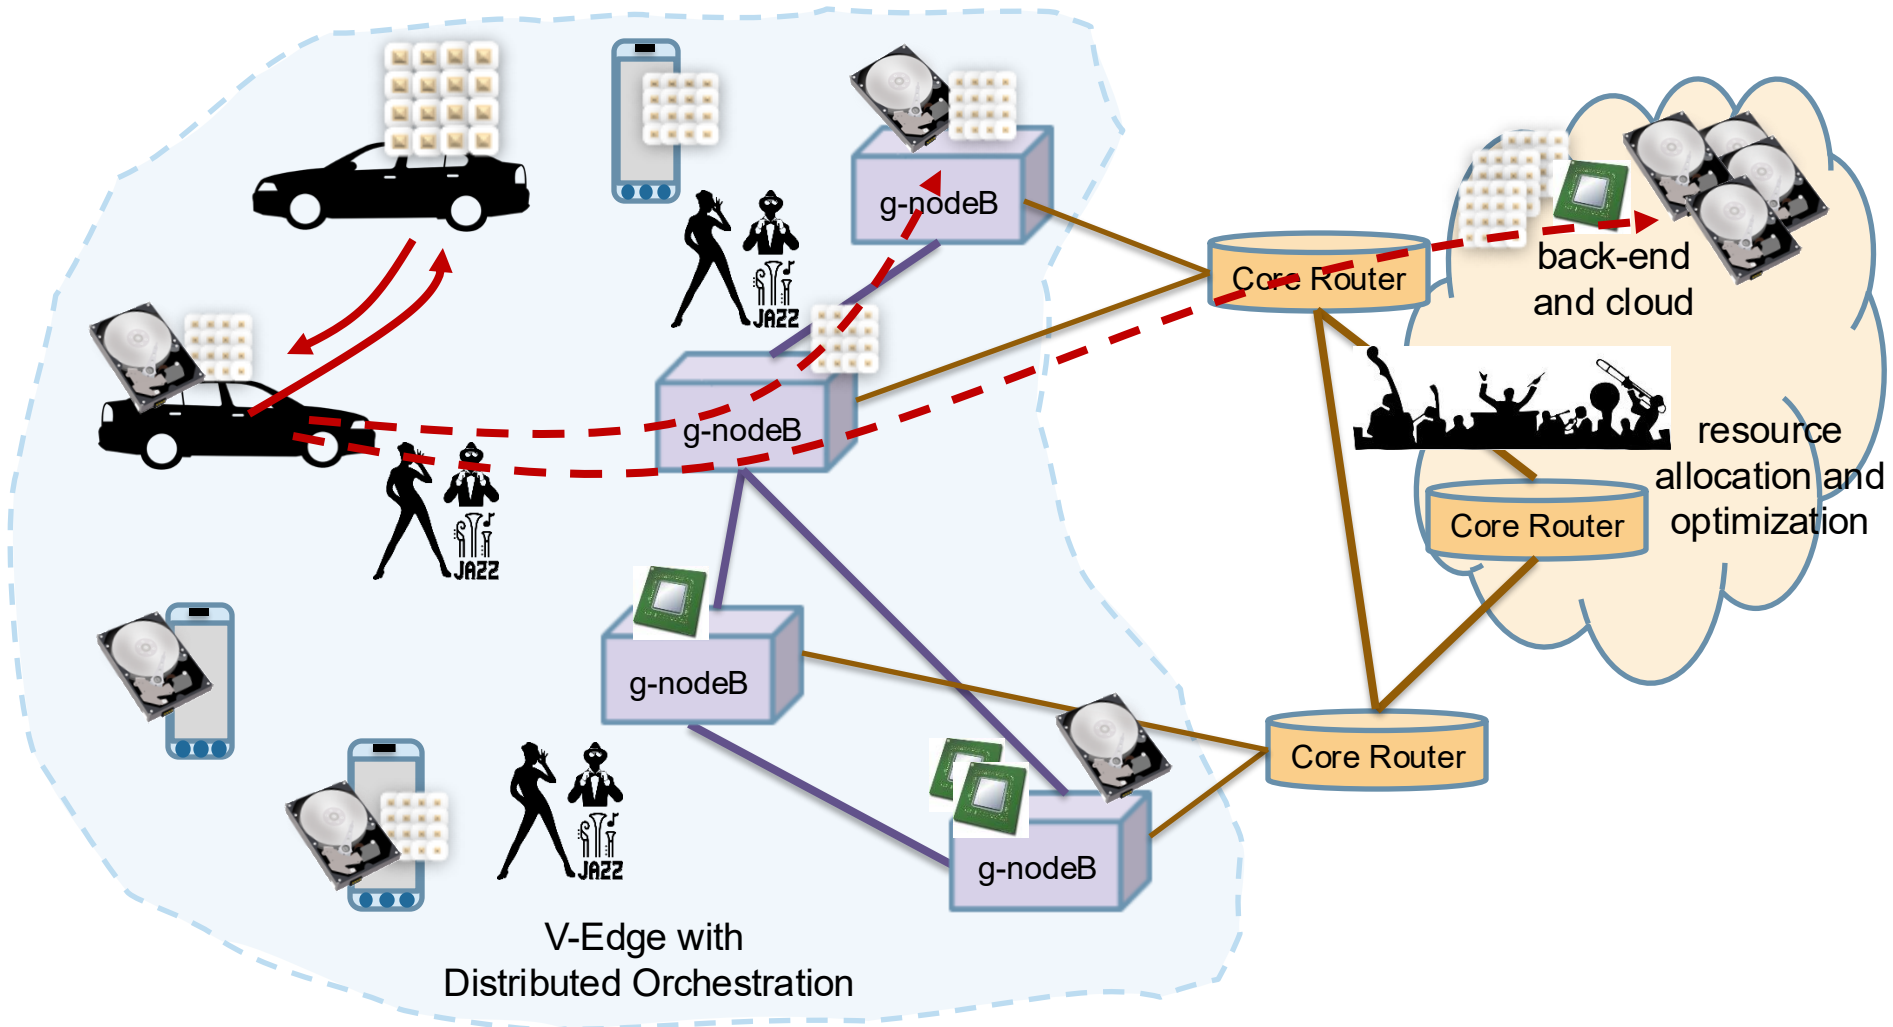 g-nodeB
JAZZ
Core Router
back-end
and cloud
g-nodeB
resource
allocation and
optimization
JAZZ
Core Router
g-nodeB
Core Router
g-nodeB
JAZZ
V-Edge with
Distributed Orchestration